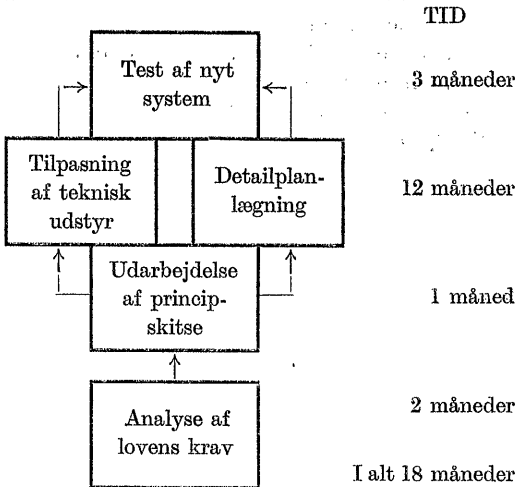 TID
Test af nyt
system
3 måneder
Tilpasning
af teknisk
udstyr
Detailplan-
lægning
12 måneder
Udarbejdelse
af princip-
skitse
1 måned
Analyse af
lovens krav
2 måneder
I alt 18 måneder